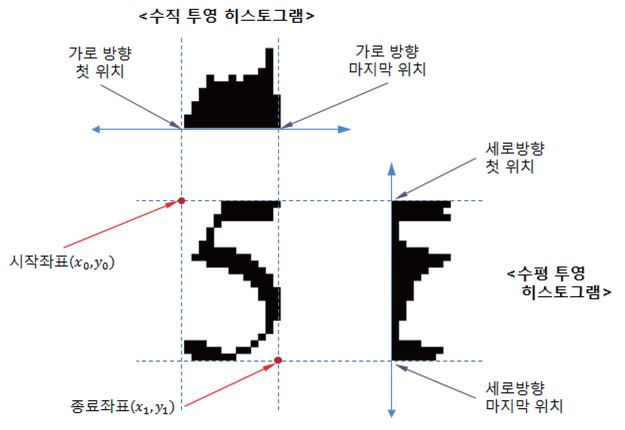 <수직 투영 히스토그램>
가로 방향
첫 위치
가로 방향
마지막 위치
세로방향
첫 위치
시작좌표(x₀,y₀)
<수평 투영
히스토그램>
종료좌표(x₁,y₁)
세로방향
마지막 위치